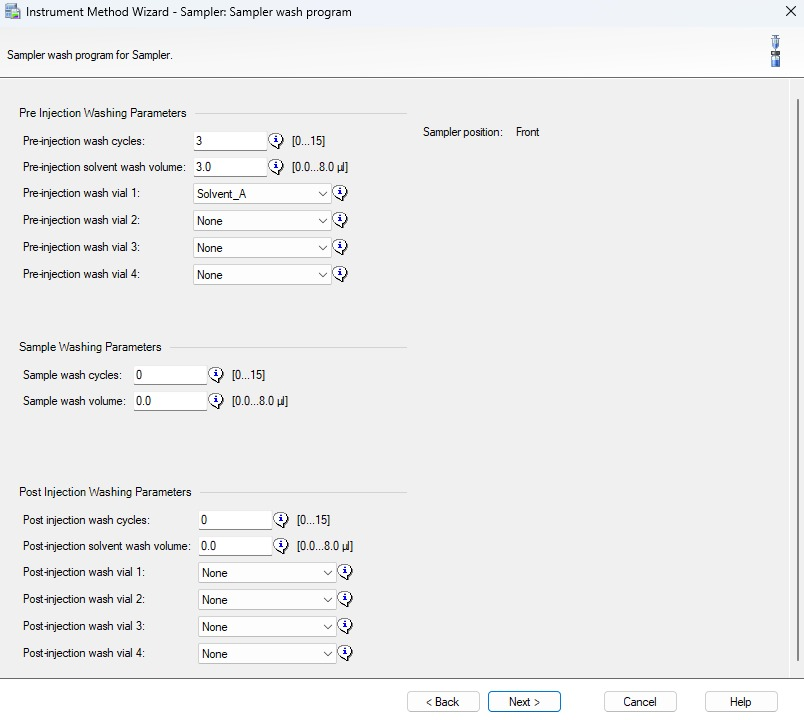 Instrument Method Wizard - Sampler: Sampler wash program
Sampler wash program for Sampler.
Pre Injection Washing Parameters
Pre-injection wash cycles: 3 [0...15]
Sampler position: Front
Pre-injection solvent wash volume: 3.0 [0.0...8.0 µl]
Pre-injection wash vial 1: Solvent_A
Pre-injection wash vial 2: None
Pre-injection wash vial 3: None
Pre-injection wash vial 4: None
Sample Washing Parameters
Sample wash cycles: 0 [0...15]
Sample wash volume: 0.0 [0.0...8.0 µl]
Post Injection Washing Parameters
Post injection wash cycles: 0 [0...15]
Post-injection solvent wash volume: 0.0 [0.0...8.0 µl]
Post-injection wash vial 1: None
Post-injection wash vial 2: None
Post-injection wash vial 3: None
Post-injection wash vial 4: None
< Back Next > Cancel Help